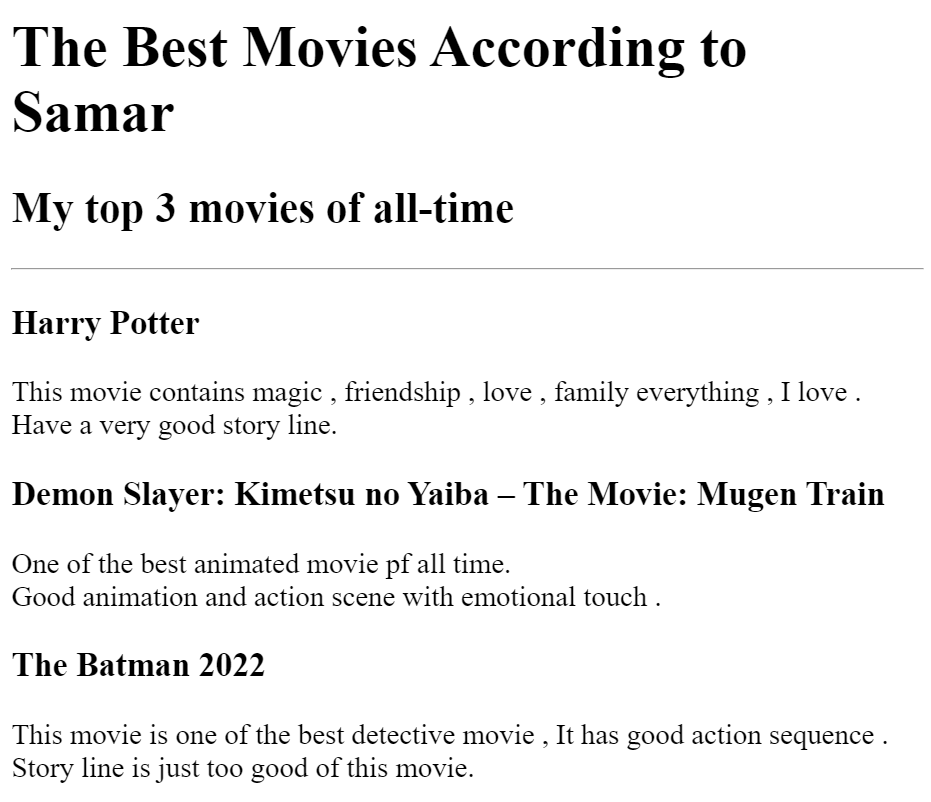 The Best Movies According to
Samar
My top 3 movies of all-time
Harry Potter
This movie contains magic , friendship , love , family everything , I love .
Have a very good story line.
Demon Slayer: Kimetsu no Yaiba – The Movie: Mugen Train
One of the best animated movie pf all time.
Good animation and action scene with emotional touch .
The Batman 2022
This movie is one of the best detective movie , It has good action sequence .
Story line is just too good of this movie.